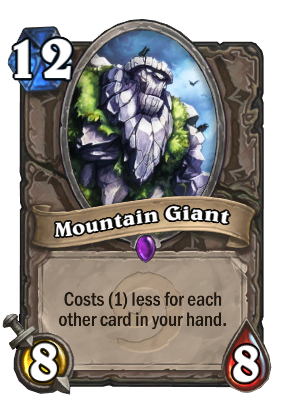 12
Mountain Giant
Costs (1) less for each
other card in your hand.
8 8